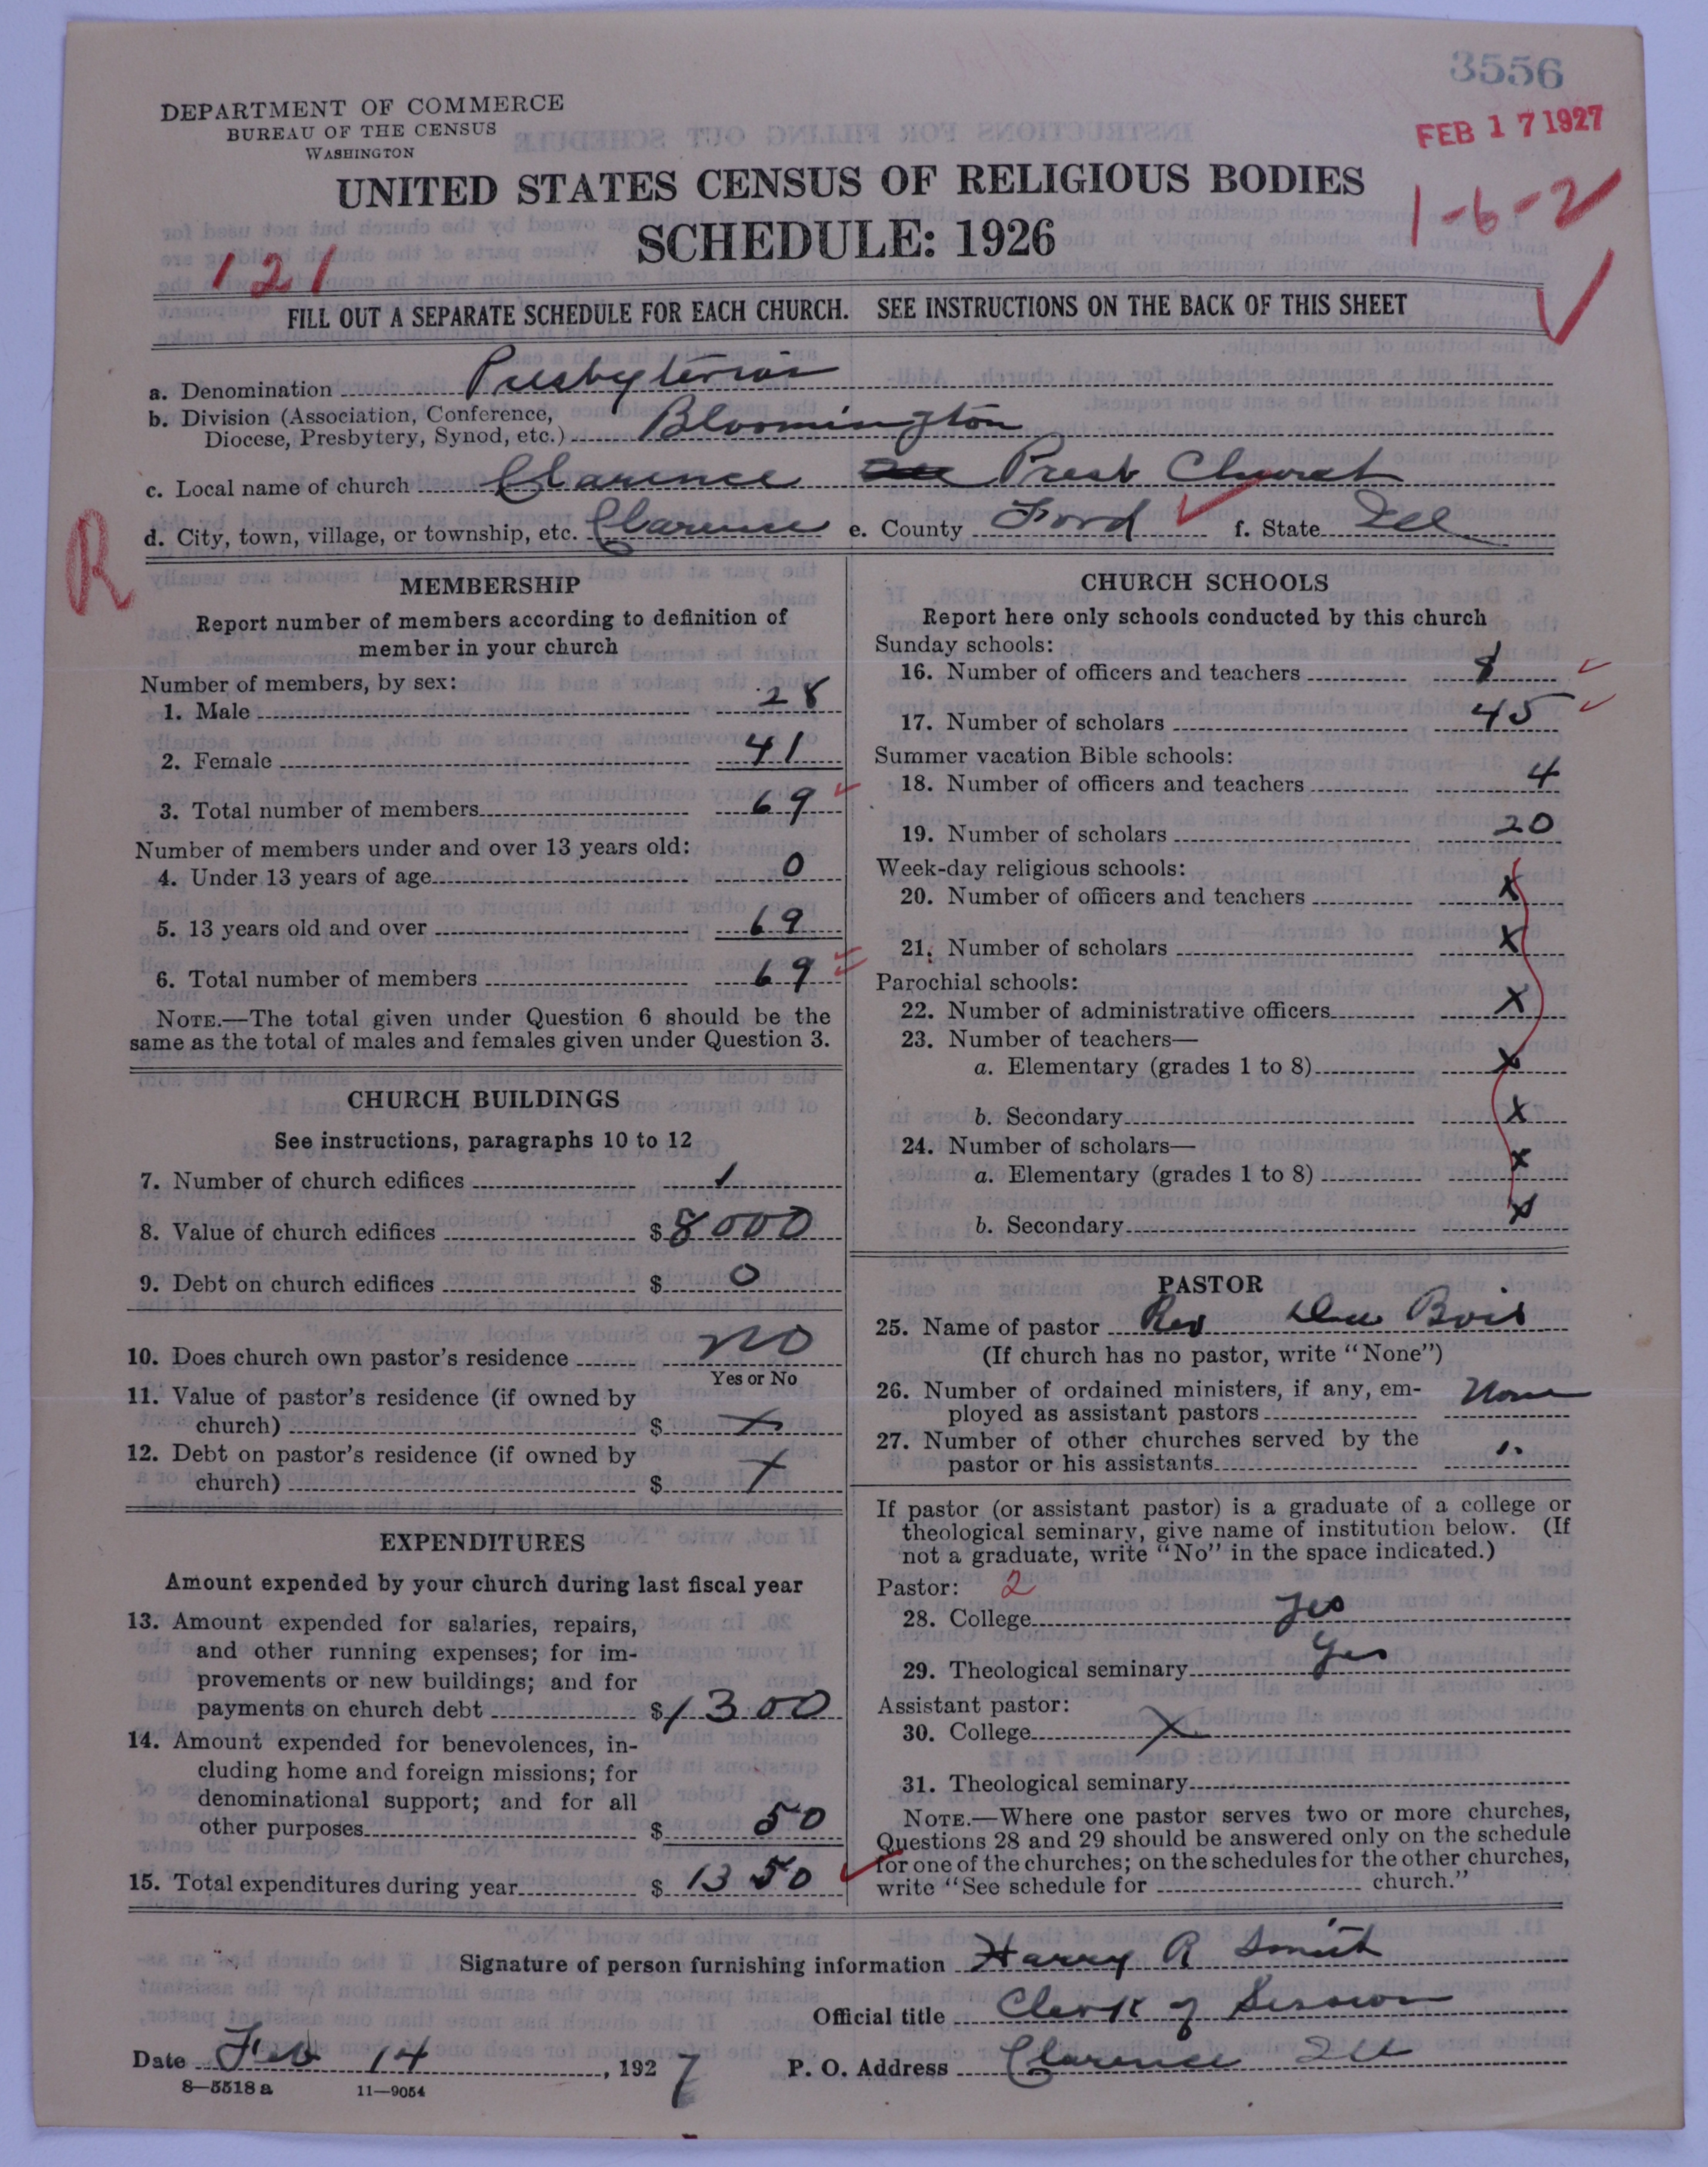 3556
DEPARTMENT OF COMMERCE
BUREAU OF THE CENSUS
WASHINGTON
FEB 17 1927
UNITED STATES CENSUS OF RELIGIOUS BODIES
SCHEDULE: 1926
1-6-2
121
FILL OUT A SEPARATE SCHEDULE FOR EACH CHURCH. SEE INSTRUCTIONS ON THE BACK OF THIS SHEET
a. Denomination Presbyterian
b. Division (Association, Conference,
Diocese, Presbytery, Synod, etc.) Bloomington
c. Local name of church Clarence Presb Church
d. City, town, village, or township, etc. Clarence e. County Ford f. State Ill
R
MEMBERSHIP
Report number of members according to definition of
member in your church
Number of members, by sex:
1. Male 28
2. Female 41
3. Total number of members 69
Number of members under and over 13 years old:
4. Under 13 years of age 0
5. 13 years old and over 69
6. Total number of members 69
NOTE.—The total given under Question 6 should be the
same as the total of males and females given under Question 3.
CHURCH BUILDINGS
See instructions, paragraphs 10 to 12
7. Number of church edifices 1
8. Value of church edifices $8000
9. Debt on church edifices $0
10. Does church own pastor's residence NO
Yes or No
11. Value of pastor's residence (if owned by
church) $ X
12. Debt on pastor's residence (if owned by
church) $ X
EXPENDITURES
Amount expended by your church during last fiscal year
13. Amount expended for salaries, repairs,
and other running expenses; for im-
provements or new buildings; and for
payments on church debt $1300
14. Amount expended for benevolences, in-
cluding home and foreign missions; for
denominational support; and for all
other purposes $ 50
15. Total expenditures during year $ 1350
CHURCH SCHOOLS
Report here only schools conducted by this church
Sunday schools:
16. Number of officers and teachers 8
17. Number of scholars 45
Summer vacation Bible schools:
18. Number of officers and teachers 4
19. Number of scholars 20
Week-day religious schools:
20. Number of officers and teachers X
21. Number of scholars X
Parochial schools:
22. Number of administrative officers X
23. Number of teachers—
a. Elementary (grades 1 to 8) X
b. Secondary X
24. Number of scholars—
a. Elementary (grades 1 to 8) X
b. Secondary X
PASTOR
25. Name of pastor Rev Bois
(If church has no pastor, write "None")
26. Number of ordained ministers, if any, em-
ployed as assistant pastors None
27. Number of other churches served by the
pastor or his assistants 1.
If pastor (or assistant pastor) is a graduate of a college or
theological seminary, give name of institution below. (If
not a graduate, write "No" in the space indicated.)
Pastor: 2
28. College Yes
29. Theological seminary Yes
Assistant pastor:
30. College X
31. Theological seminary
NOTE.—Where one pastor serves two or more churches,
Questions 28 and 29 should be answered only on the schedule
for one of the churches; on the schedules for the other churches,
write "See schedule for church."
Signature of person furnishing information Harry R Smith
Official title Clerk of Session
Date Feb 14, 1927 P. O. Address Clarence Ill
8—5518 a 11—9054